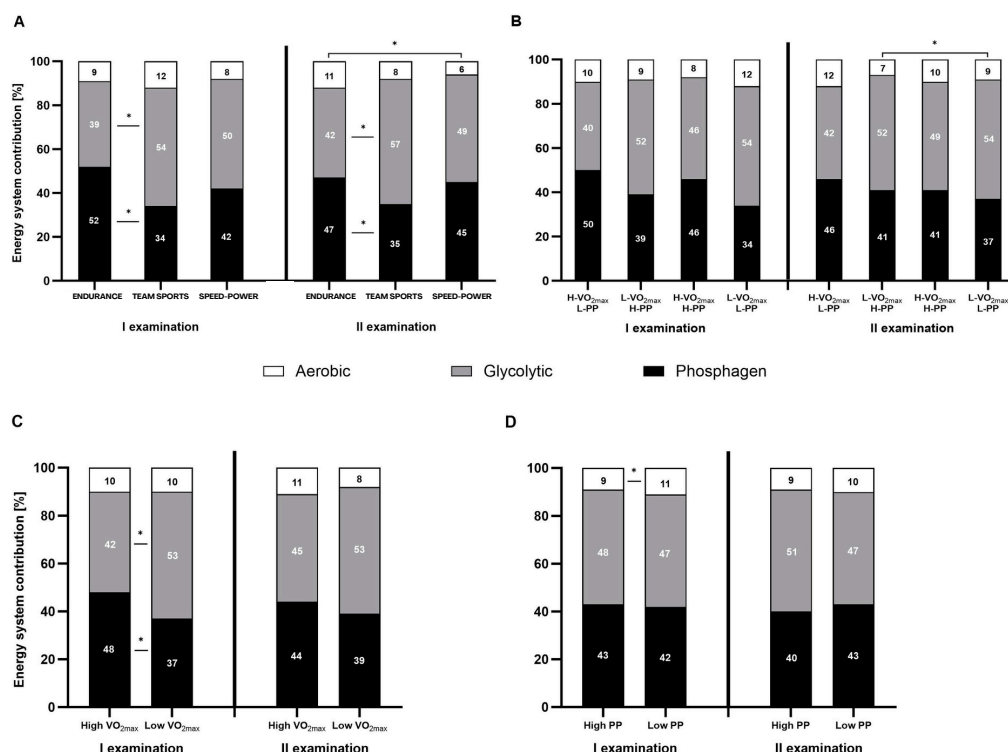 A
Energy system contribution [%]
100
80
60
40
20
0
9 12 8
39 54 50
52 34 42
* *
*
11 8 6
42 57 49
47 35 45
* *
ENDURANCE TEAM SPORTS SPEED-POWER
ENDURANCE TEAM SPORTS SPEED-POWER
I examination II examination
B
100
80
60
40
20
0
10 9 8 12
40 52 46 54
50 39 46 34
*
12 7 10 9
42 52 49 54
46 41 41 37
H-VO2max L-VO2max H-VO2max L-VO2max
L-PP H-PP H-PP L-PP
H-VO2max L-VO2max H-VO2max L-VO2max
L-PP H-PP H-PP L-PP
I examination II examination
Aerobic Glycolytic Phosphagen
C
Energy system contribution [%]
100
80
60
40
20
0
10 10
42 53
48 37
* *
11 8
45 53
44 39
High VO2max Low VO2max High VO2max Low VO2max
I examination II examination
D
100
80
60
40
20
0
9 * 11
48 47
43 42
9 10
51 47
40 43
High PP Low PP High PP Low PP
I examination II examination